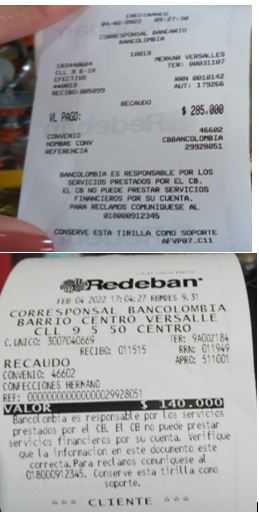 CREDIBANCO
04/02/2022 09:27:30
CORRESPONSAL BANCARIO
BANCOLOMBIA
10019 MERKAR VERSALLES
103440604 TER: 00031107
CLL 9 6-10
EFECTIVO RRN 0010142
**0019 AUT: 179266
RECIBO:005099
RECAUDO
VL PAGO: $ 285.000
CONVENIO 46602
NOMBRE CONV CBBANCOLOMBIA
REFERENCIA 29928051
BANCOLOMBIA ES RESPONSABLE POR LOS
SERVICIOS PRESTADOS POR EL CB.
EL CB NO PUEDE PRESTAR SERVICIOS
FINANCIEROS POR SU CUENTA.
PARA RECLAMOS COMUNIQUESE AL
018000912345
CONSERVE ESTA TIRILLA COMO SOPORTE
AFVP07.C11
Redeban
FEB 04 2022 17:04:27 RBMDES 9.31
CORRESPONSAL BANCOLOMBIA
BARRIO CENTRO VERSALLE
CLL 9 5 50 CENTRO
C.UNICO: 3007040669 TER: 9A002184
RECIBO: 011515 RRN: 011949
RECAUDO APRO: 511001
CONVENIO: 46602
CONFECCIONES HERMANO
REF: 0000000000000000029928051
VALOR $ 140.000
Bancolombia es responsable por los servicios
prestados por el CB. El CB no puede prestar
servicios financieros por su cuenta. Verifique
que la informacion en este documento este
correcta. Para reclamos comuniquese al
018000912345. Conserve esta tirilla como
soporte.
*** CLIENTE ***